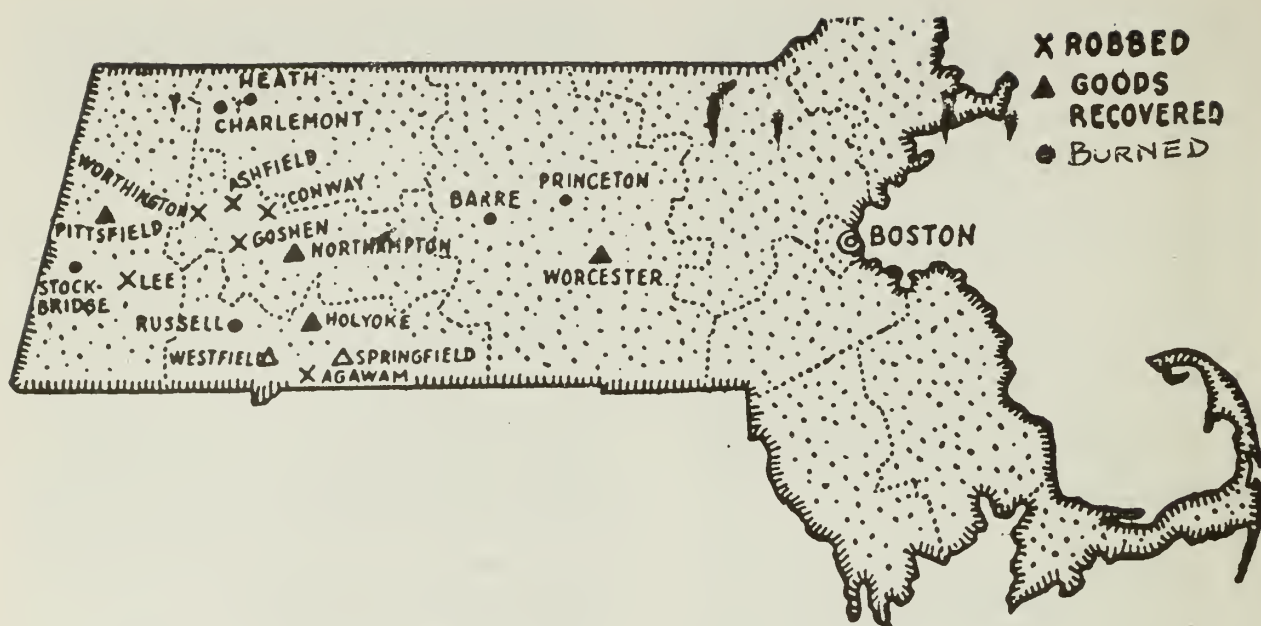 X ROBBED
▲ GOODS
RECOVERED
● BURNED
HEATH
CHARLEMONT
ASHFIELD
WORTHINGTON
CONWAY
PRINCETON
BARRE
PITTSFIELD
GOSHEN
NORTHAMPTON
BOSTON
WORCESTER
LEE
STOCK-
BRIDGE
RUSSELL
HOLYOKE
WESTFIELD
SPRINGFIELD
AGAWAM